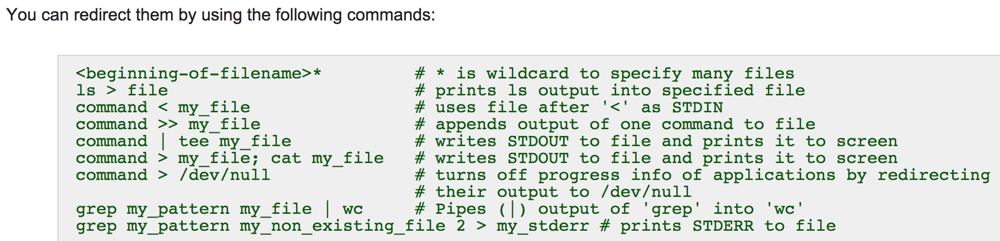 You can redirect them by using the following commands:
<beginning-of-filename>* # * is wildcard to specify many files
ls > file # prints ls output into specified file
command < my_file # uses file after '<' as STDIN
command >> my_file # appends output of one command to file
command | tee my_file # writes STDOUT to file and prints it to screen
command > my_file; cat my_file # writes STDOUT to file and prints it to screen
command > /dev/null # turns off progress info of applications by redirecting
# their output to /dev/null
grep my_pattern my_file | wc # Pipes (|) output of 'grep' into 'wc'
grep my_pattern my_non_existing_file 2 > my_stderr # prints STDERR to file